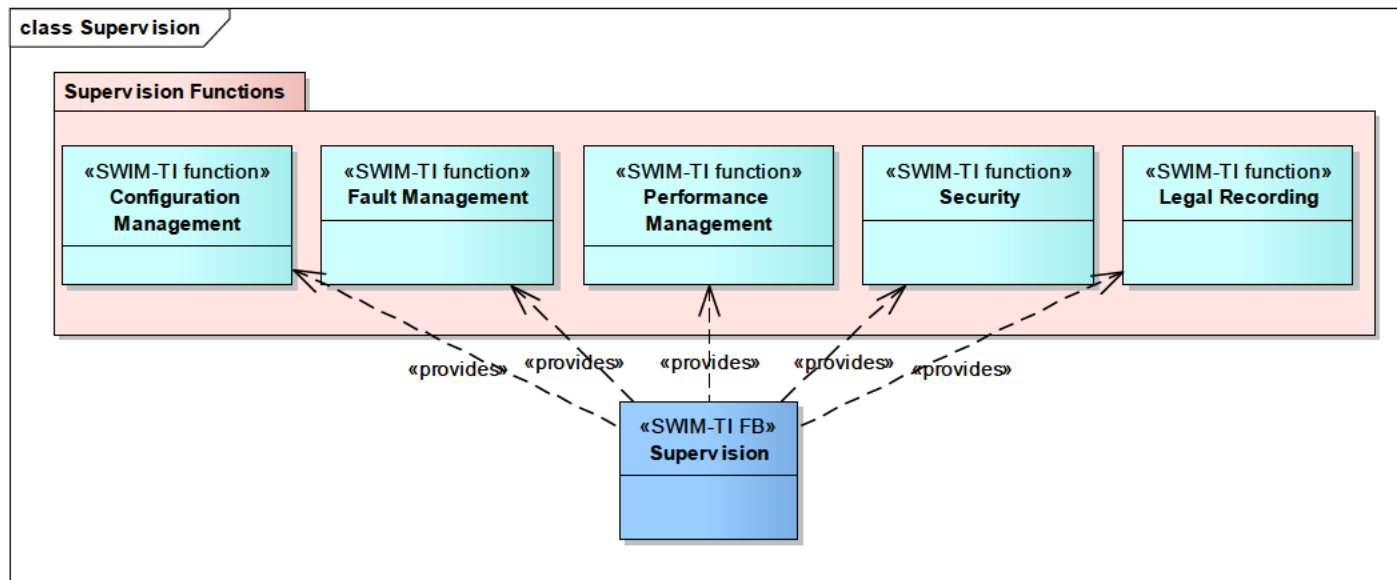 class Supervision
Supervision Functions
«SWIM-TI function»
Configuration
Management
«SWIM-TI function»
Fault Management
«SWIM-TI function»
Performance
Management
«SWIM-TI function»
Security
«SWIM-TI function»
Legal Recording
«provides»
«provides»
«provides»
«provides»
«provides»
«SWIM-TI FB»
Supervision